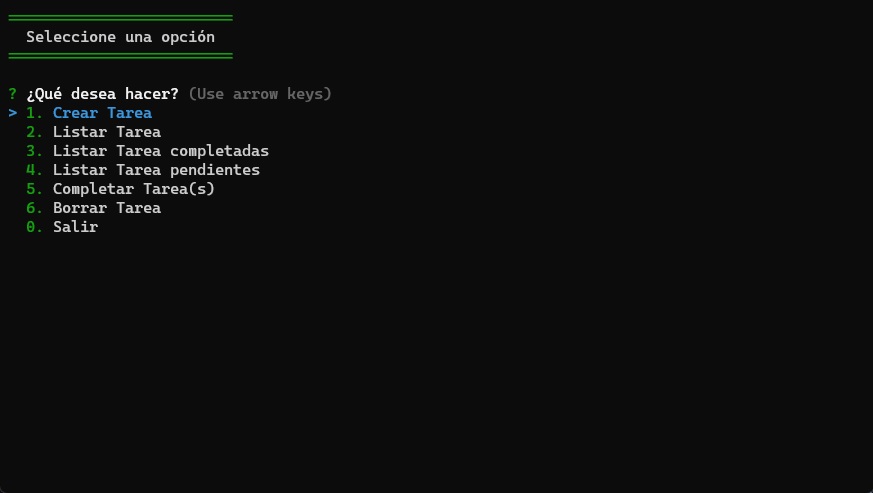 =========================
Seleccione una opción
=========================
? ¿Qué desea hacer? (Use arrow keys)
> 1. Crear Tarea
2. Listar Tarea
3. Listar Tarea completadas
4. Listar Tarea pendientes
5. Completar Tarea(s)
6. Borrar Tarea
0. Salir